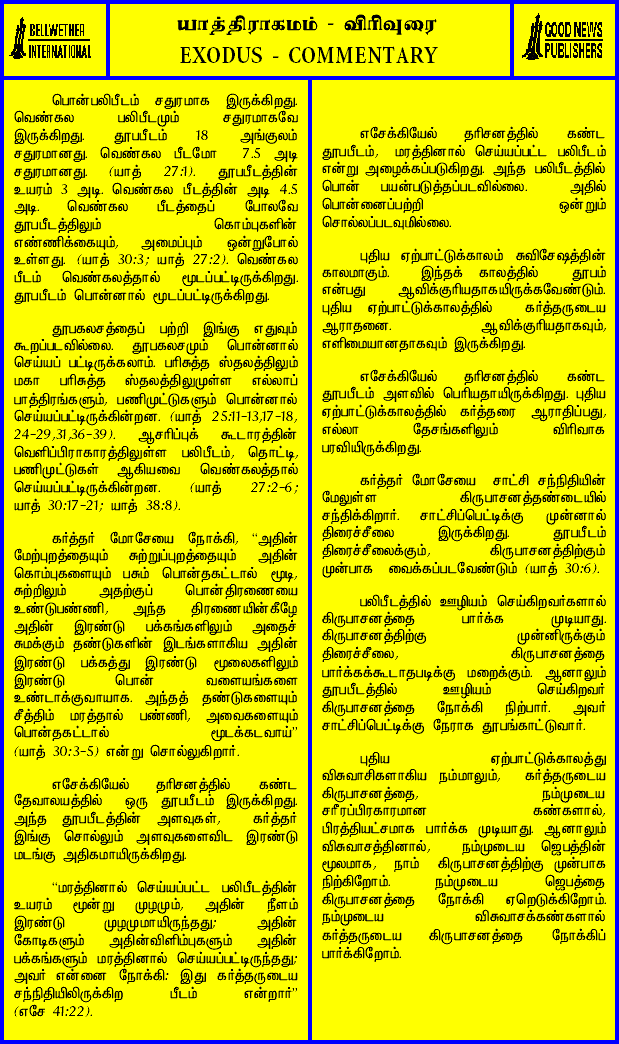 BELLWETHER
INTERNATIONAL
யாத்திராகமம் - விரிவுரை
EXODUS - COMMENTARY
GOOD NEWS
PUBLISHERS
பொன்பலிபீடம் சதுரமாக இருக்கிறது.
வெண்கல பலிபீடமும் சதுரமாகவே
இருக்கிறது. தூபபீடம் 18 அங்குலம்
சதுரமானது. வெண்கல பீடமோ 7.5 அடி
சதுரமானது. (யாத் 27:1). தூபபீடத்தின்
உயரம் 3 அடி. வெண்கல பீடத்தின் அடி 4.5
அடி. வெண்கல பீடத்தைப் போலவே
தூபபீடத்திலும் கொம்புகளின்
எண்ணிக்கையும், அமைப்பும் ஒன்றுபோல்
உள்ளது. (யாத் 30:3; யாத் 27:2). வெண்கல
பீடம் வெண்கலத்தால் மூடப்பட்டிருக்கிறது.
தூபபீடம் பொன்னால் மூடப்பட்டிருக்கிறது.
தூபகலசத்தைப் பற்றி இங்கு எதுவும்
கூறப்படவில்லை. தூபகலசமும் பொன்னால்
செய்யப் பட்டிருக்கலாம். பரிசுத்த ஸ்தலத்திலும்
மகா பரிசுத்த ஸ்தலத்திலுமுள்ள எல்லாப்
பாத்திரங்களும், பணிமுட்டுகளும் பொன்னால்
செய்யப்பட்டிருக்கின்றன. (யாத் 25:11-13,17-18,
24-29,31,36-39). ஆசரிப்புக் கூடாரத்தின்
வெளிப்பிராகாரத்திலுள்ள பலிபீடம், தொட்டி,
பணிமுட்டுகள் ஆகியவை வெண்கலத்தால்
செய்யப்பட்டிருக்கின்றன. (யாத் 27:2-6;
யாத் 30:17-21; யாத் 38:8).
கர்த்தர் மோசேயை நோக்கி, "அதின்
மேற்புறத்தையும் சுற்றுப்புறத்தையும் அதின்
கொம்புகளையும் பசும் பொன்தகட்டால் மூடி,
சுற்றிலும் அதற்குப் பொன்திரணையை
உண்டுபண்ணி, அந்த திரணையின்கீழே
அதின் இரண்டு பக்கங்களிலும் அதைச்
சுமக்கும் தண்டுகளின் இடங்களாகிய அதின்
இரண்டு பக்கத்து இரண்டு மூலைகளிலும்
இரண்டு பொன் வளையங்களை
உண்டாக்குவாயாக. அந்தத் தண்டுகளையும்
சீத்திம் மரத்தால் பண்ணி, அவைகளையும்
பொன்தகட்டால் மூடக்கடவாய்"
(யாத் 30:3-5) என்று சொல்லுகிறார்.
எசேக்கியேல் தரிசனத்தில் கண்ட
தேவாலயத்தில் ஒரு தூபபீடம் இருக்கிறது.
அந்த தூபபீடத்தின் அளவுகள், கர்த்தர்
இங்கு சொல்லும் அளவுகளைவிட இரண்டு
மடங்கு அதிகமாயிருக்கிறது.
"மரத்தினால் செய்யப்பட்ட பலிபீடத்தின்
உயரம் மூன்று முழமும், அதின் நீளம்
இரண்டு முழமுமாயிருந்தது; அதின்
கோடிகளும் அதின்விளிம்புகளும் அதின்
பக்கங்களும் மரத்தினால் செய்யப்பட்டிருந்தது;
அவர் என்னை நோக்கி: இது கர்த்தருடைய
சந்நிதியிலிருக்கிற பீடம் என்றார்"
(எசே 41:22).
எசேக்கியேல் தரிசனத்தில் கண்ட
தூபபீடம், மரத்தினால் செய்யப்பட்ட பலிபீடம்
என்று அழைக்கப்படுகிறது. அந்த பலிபீடத்தில்
பொன் பயன்படுத்தப்படவில்லை. அதில்
பொன்னைப்பற்றி ஒன்றும்
சொல்லப்படவுமில்லை.
புதிய ஏற்பாட்டுக்காலம் சுவிசேஷத்தின்
காலமாகும். இந்தக் காலத்தில் தூபம்
என்பது ஆவிக்குரியதாகயிருக்கவேண்டும்.
புதிய ஏற்பாட்டுக்காலத்தில் கர்த்தருடைய
ஆராதனை. ஆவிக்குரியதாகவும்,
எளிமையானதாகவும் இருக்கிறது.
எசேக்கியேல் தரிசனத்தில் கண்ட
தூபபீடம் அளவில் பெரியதாயிருக்கிறது. புதிய
ஏற்பாட்டுக்காலத்தில் கர்த்தரை ஆராதிப்பது,
எல்லா தேசங்களிலும் விரிவாக
பரவியிருக்கிறது.
கர்த்தர் மோசேயை சாட்சி சந்நிதியின்
மேலுள்ள கிருபாசனத்தண்டையில்
சந்திக்கிறார். சாட்சிப்பெட்டிக்கு முன்னால்
திரைச்சீலை இருக்கிறது. தூபபீடம்
திரைச்சீலைக்கும், கிருபாசனத்திற்கும்
முன்பாக வைக்கப்படவேண்டும் (யாத் 30:6).
பலிபீடத்தில் ஊழியம் செய்கிறவர்களால்
கிருபாசனத்தை பார்க்க முடியாது.
கிருபாசனத்திற்கு முன்னிருக்கும்
திரைச்சீலை, கிருபாசனத்தை
பார்க்கக்கூடாதபடிக்கு மறைக்கும். ஆனாலும்
தூபபீடத்தில் ஊழியம் செய்கிறவர்
கிருபாசனத்தை நோக்கி நிற்பார். அவர்
சாட்சிப்பெட்டிக்கு நேராக தூபங்காட்டுவார்.
புதிய ஏற்பாட்டுக்காலத்து
விசுவாசிகளாகிய நம்மாலும், கர்த்தருடைய
கிருபாசனத்தை, நம்முடைய
சரீரப்பிரகாரமான கண்களால்,
பிரத்தியட்சமாக பார்க்க முடியாது. ஆனாலும்
விசுவாசத்தினால், நம்முடைய ஜெபத்தின்
மூலமாக, நாம் கிருபாசனத்திற்கு முன்பாக
நிற்கிறோம். நம்முடைய ஜெபத்தை
கிருபாசனத்தை நோக்கி ஏறெடுக்கிறோம்.
நம்முடைய விசுவாசக்கண்களால்
கர்த்தருடைய கிருபாசனத்தை நோக்கிப்
பார்க்கிறோம்.